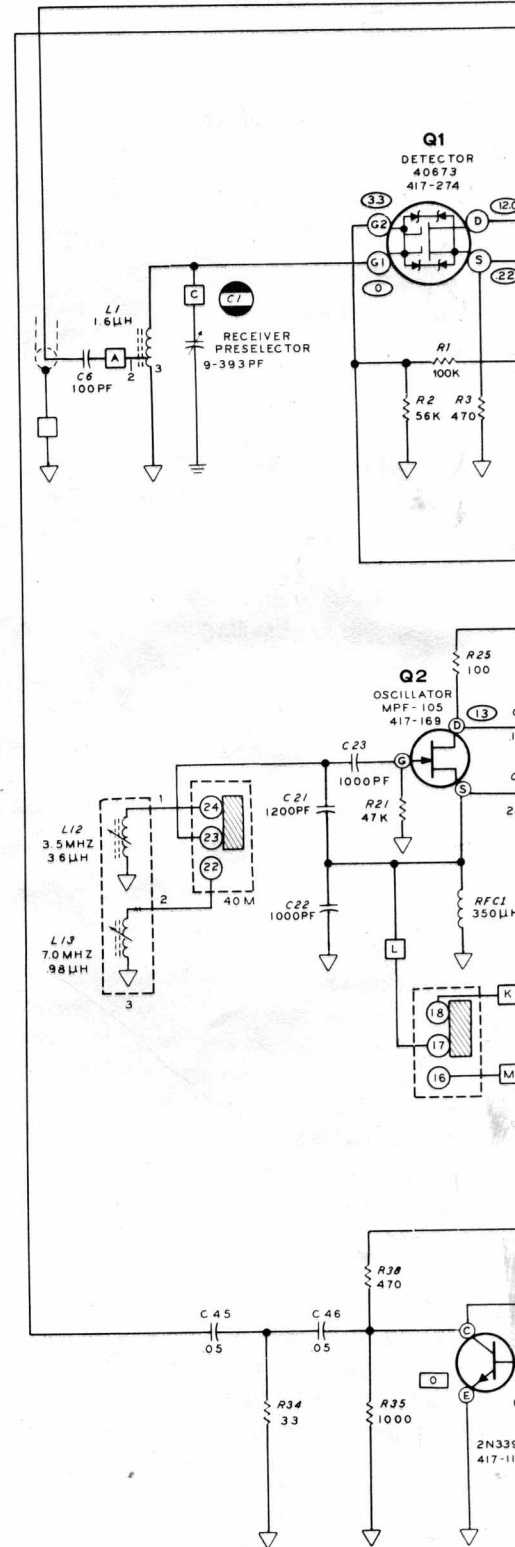 Q1
DETECTOR
40673
417-274
3.3
G2
D
12.0
G1
S
0
C
C1
L1
1.6μH
RECEIVER
PRESELECTOR
9-393PF
C6
100PF
A
2
3
R1
100K
R2
56K
R3
470
R25
100
Q2
OSCILLATOR
MPF-105
417-169
13
D
C23
1000PF
G
S
C21
1200PF
R21
47K
1
24
23
22
40M
L12
3.5MHZ
3.6μH
2
L13
7.0MHZ
.98μH
3
C22
1000PF
L
RFC1
350μH
18
K
17
16
M
R38
470
C45
.05
C46
.05
C
0
E
R34
33
R35
1000
2N339
417-11